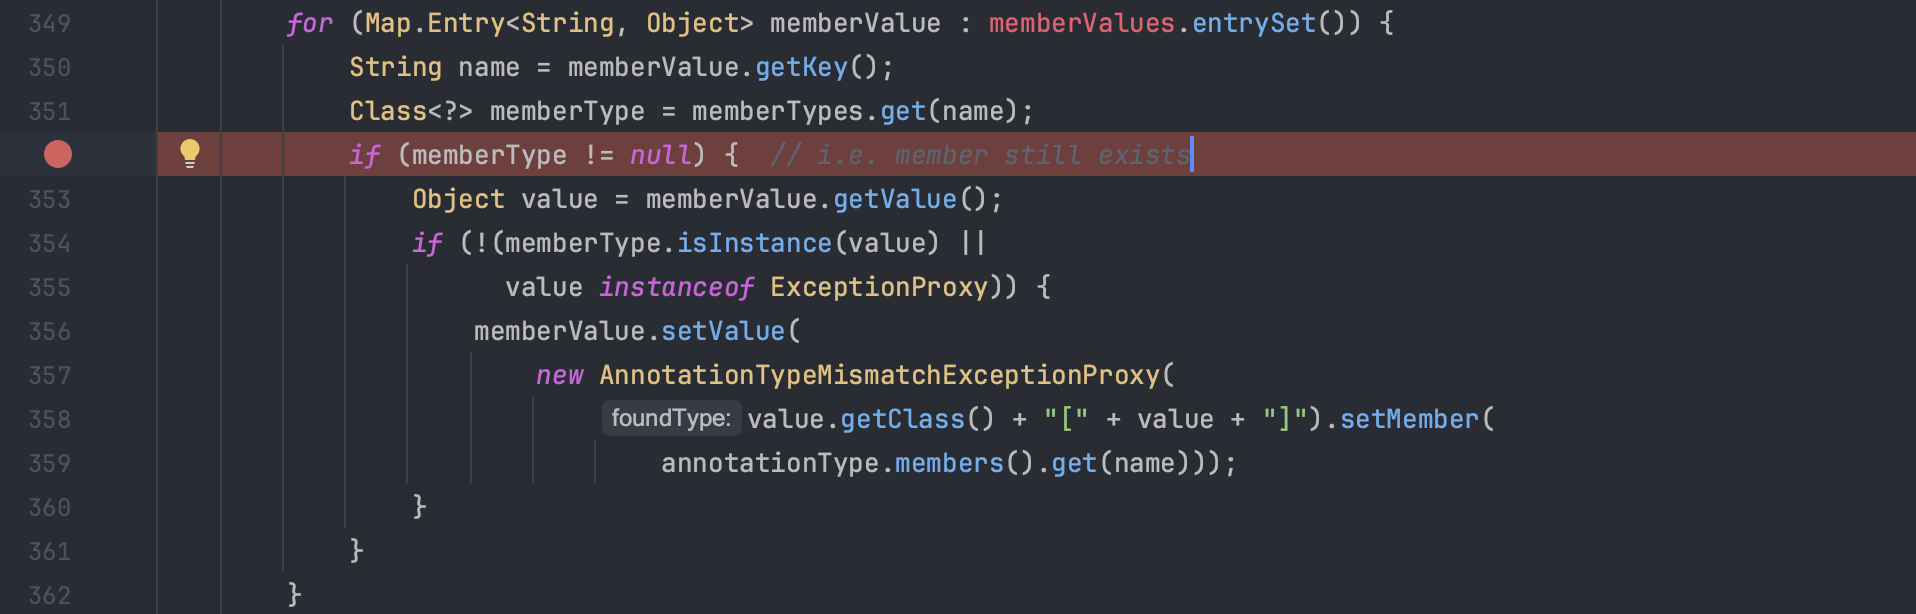 349 for (Map.Entry<String, Object> memberValue : memberValues.entrySet()) {
350 String name = memberValue.getKey();
351 Class<?> memberType = memberTypes.get(name);
if (memberType != null) {  // i.e. member still exists
353 Object value = memberValue.getValue();
354 if (!(memberType.isInstance(value) ||
355 value instanceof ExceptionProxy)) {
356 memberValue.setValue(
357 new AnnotationTypeMismatchExceptionProxy(
358 foundType: value.getClass() + "[" + value + "]").setMember(
359 annotationType.members().get(name)));
360 }
361 }
362 }